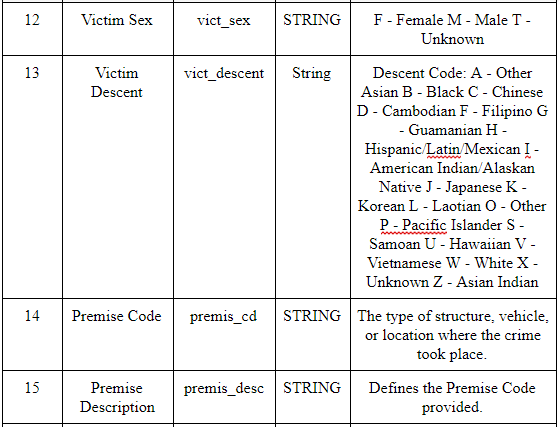 12 Victim Sex vict_sex STRING F - Female M - Male T -
Unknown
13 Victim vict_descent String Descent Code: A - Other
Descent Asian B - Black C - Chinese
D - Cambodian F - Filipino G
- Guamanian H -
Hispanic/Latin/Mexican I -
American Indian/Alaskan
Native J - Japanese K -
Korean L - Laotian O - Other
P - Pacific Islander S -
Samoan U - Hawaiian V -
Vietnamese W - White X -
Unknown Z - Asian Indian
14 Premise Code premis_cd STRING The type of structure, vehicle,
or location where the crime
took place.
15 Premise premis_desc STRING Defines the Premise Code
Description provided.